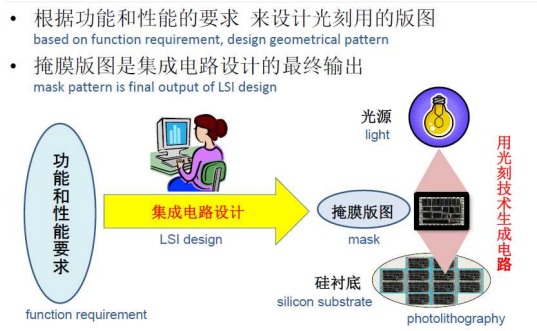 • 根据功能和性能的要求 来设计光刻用的版图
based on function requirement, design geometrical pattern
• 掩膜版图是集成电路设计的最终输出
mask pattern is final output of LSI design
光源
light
功能和性能要求
function requirement
集成电路设计
LSI design
掩膜版图
mask
用光刻技术生成电路
硅衬底
silicon substrate
photolithography